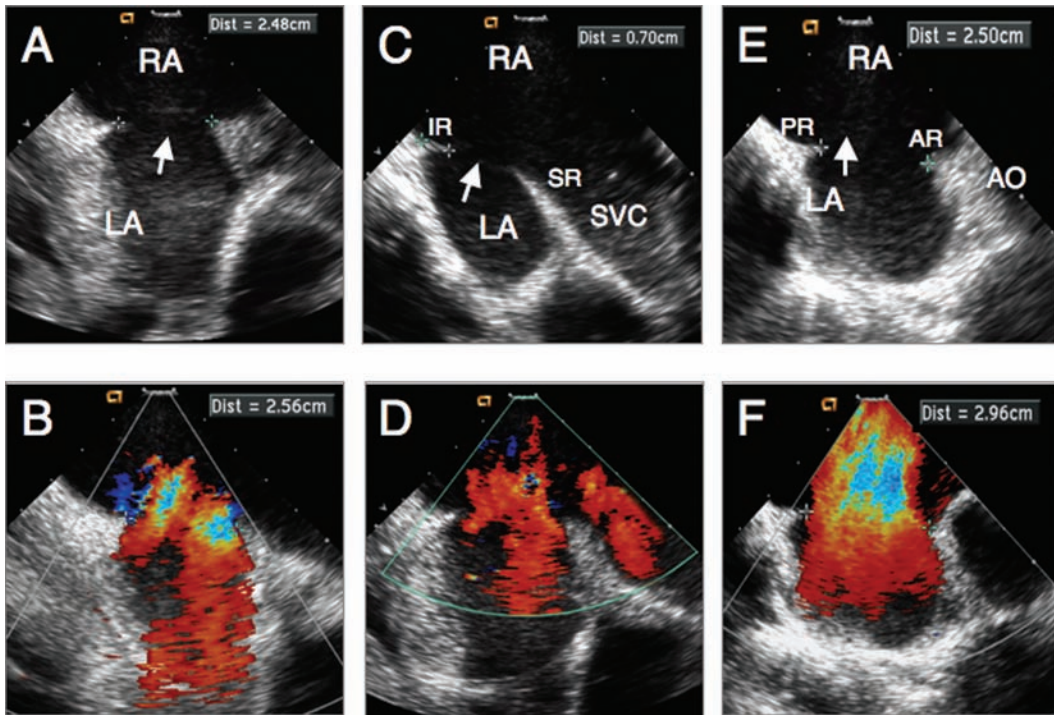 A
Dist = 2.48cm
RA
LA
C
Dist = 0.70cm
RA
IR
SR
LA
SVC
E
Dist = 2.50cm
RA
PR
AR
LA
AO
B
Dist = 2.56cm
D
F
Dist = 2.96cm